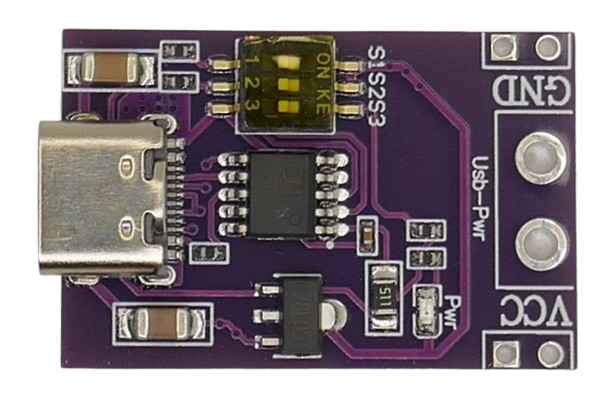 ON KE
1 2 3
S1S2S3
GND
Usb-Pwr
511
Pwr
VCC